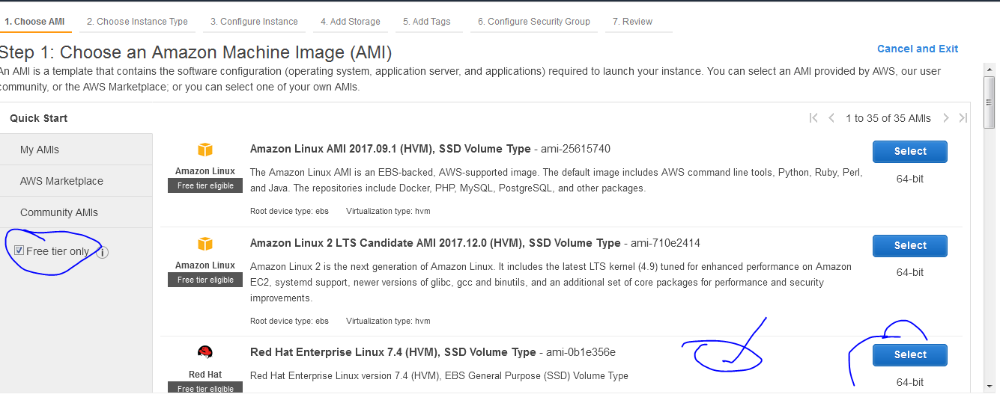 1. Choose AMI 2. Choose Instance Type 3. Configure Instance 4. Add Storage 5. Add Tags 6. Configure Security Group 7. Review
Step 1: Choose an Amazon Machine Image (AMI)
Cancel and Exit
An AMI is a template that contains the software configuration (operating system, application server, and applications) required to launch your instance. You can select an AMI provided by AWS, our user
community, or the AWS Marketplace; or you can select one of your own AMIs.
Quick Start
1 to 35 of 35 AMIs
My AMIs
AWS Marketplace
Community AMIs
Free tier only
Amazon Linux
Free tier eligible
Amazon Linux AMI 2017.09.1 (HVM), SSD Volume Type - ami-25615740
The Amazon Linux AMI is an EBS-backed, AWS-supported image. The default image includes AWS command line tools, Python, Ruby, Perl,
and Java. The repositories include Docker, PHP, MySQL, PostgreSQL, and other packages.
Root device type: ebs Virtualization type: hvm
Select
64-bit
Amazon Linux
Free tier eligible
Amazon Linux 2 LTS Candidate AMI 2017.12.0 (HVM), SSD Volume Type - ami-710e2414
Amazon Linux 2 is the next generation of Amazon Linux. It includes the latest LTS kernel (4.9) tuned for enhanced performance on Amazon
EC2, systemd support, newer versions of glibc, gcc and binutils, and an additional set of core packages for performance and security
improvements.
Root device type: ebs Virtualization type: hvm
Select
64-bit
Red Hat
Free tier eligible
Red Hat Enterprise Linux 7.4 (HVM), SSD Volume Type - ami-0b1e356e
Red Hat Enterprise Linux version 7.4 (HVM), EBS General Purpose (SSD) Volume Type
Select
64-bit